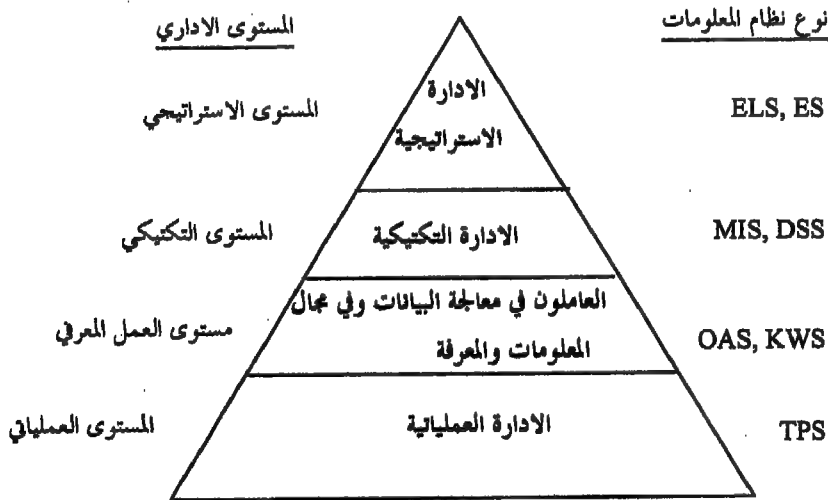 نوع نظام المعلومات
المستوى الاداري
ELS, ES
الادارة
الاستراتيجية
المستوى الاستراتيجي
MIS, DSS
الادارة التكتيكية
المستوى التكتيكي
OAS, KWS
العاملون في معالجة البيانات وفي مجال
المعلومات والمعرفة
مستوى العمل المعرفي
TPS
الادارة العملياتية
المستوى العملياتي